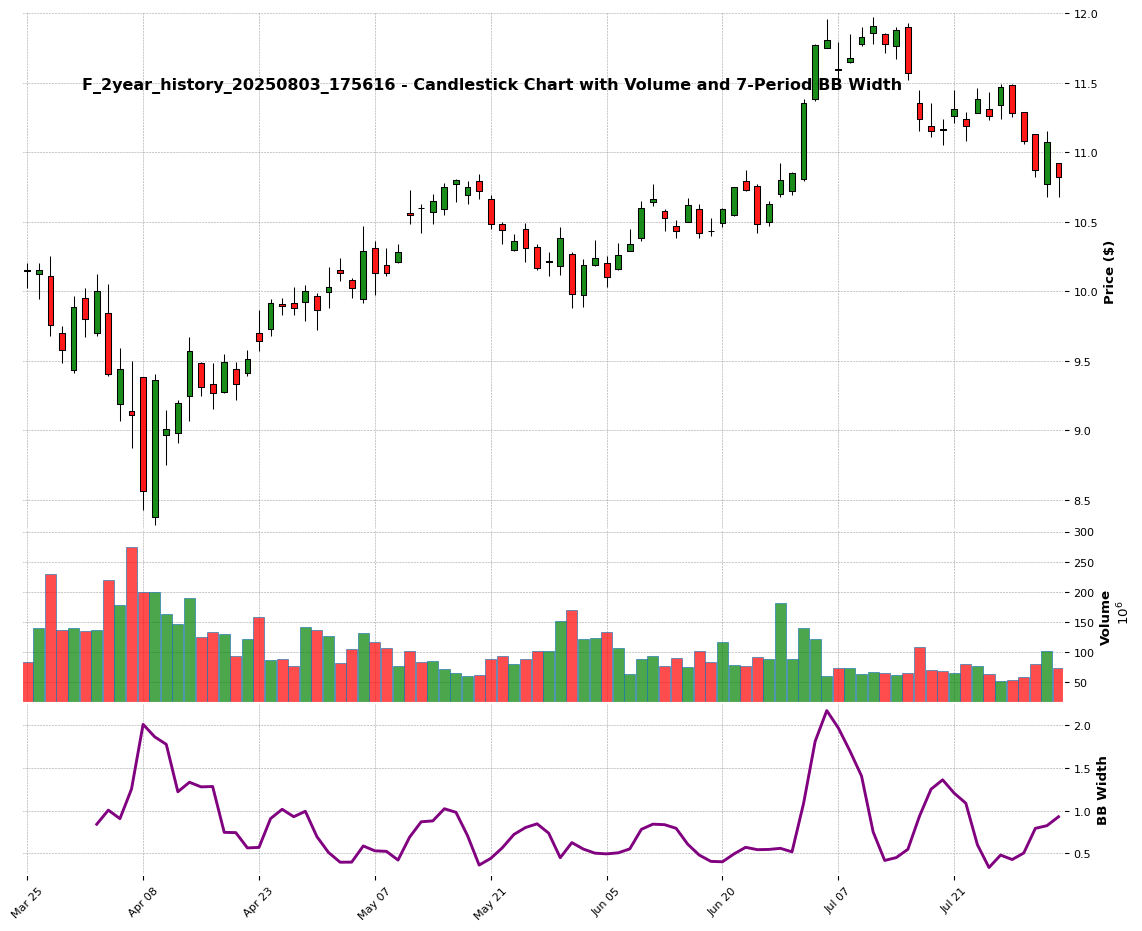 F_2year_history_20250803_175616 - Candlestick Chart with Volume and 7-Period BB Width
12.0
11.5
11.0
10.5
10.0
9.5
9.0
8.5
Price ($)
300
250
200
150
100
50
Volume
10^6
2.0
1.5
1.0
0.5
BB Width
Mar 25
Apr 08
Apr 23
May 07
May 21
Jun 05
Jun 20
Jul 07
Jul 21